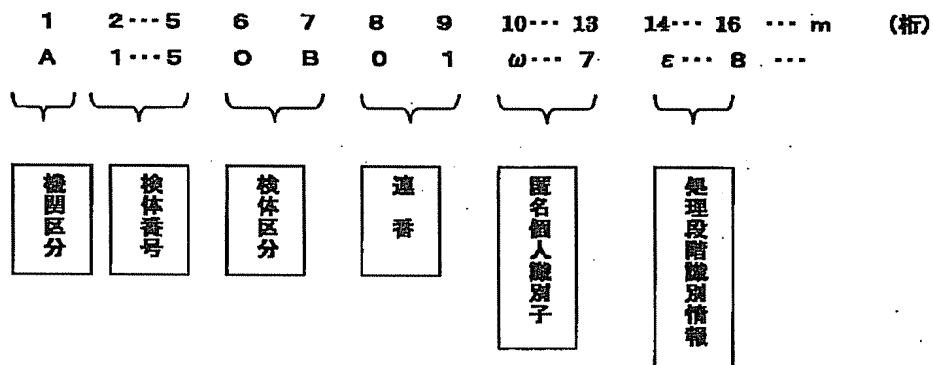 1 2…5 6 7 8 9 10… 13 14… 16 … m (桁)
A 1…5 O B 0 1 ω… 7 ε… 8 …
機関区分
検体番号
検体区分
連番
匿名個人識別子
処理段階識別情報